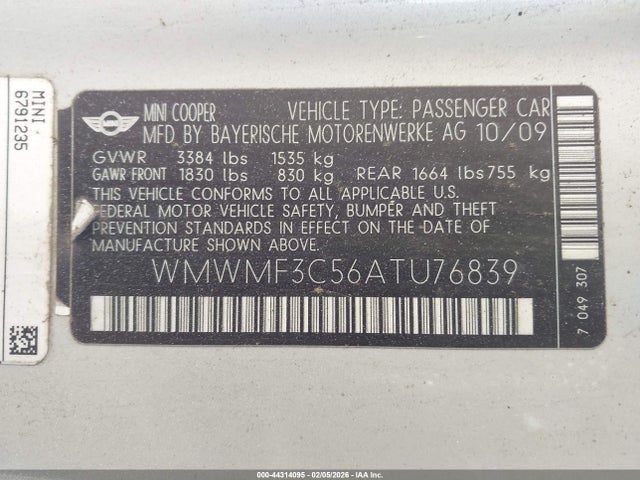 MINI
6791235
MINI COOPER VEHICLE TYPE: PASSENGER CAR
MFD BY BAYERISCHE MOTORENWERKE AG 10/09
GVWR 3384 lbs 1535 kg
GAWR FRONT 1830 lbs 830 kg REAR 1664 lbs 755 kg
THIS VEHICLE CONFORMS TO ALL APPLICABLE U.S.
FEDERAL MOTOR VEHICLE SAFETY, BUMPER AND THEFT
PREVENTION STANDARDS IN EFFECT ON THE DATE OF
MANUFACTURE SHOWN ABOVE.
WMWMF3C56ATU76839
7 049 307
000-44314095 - 02/05/2026 - IAA Inc.